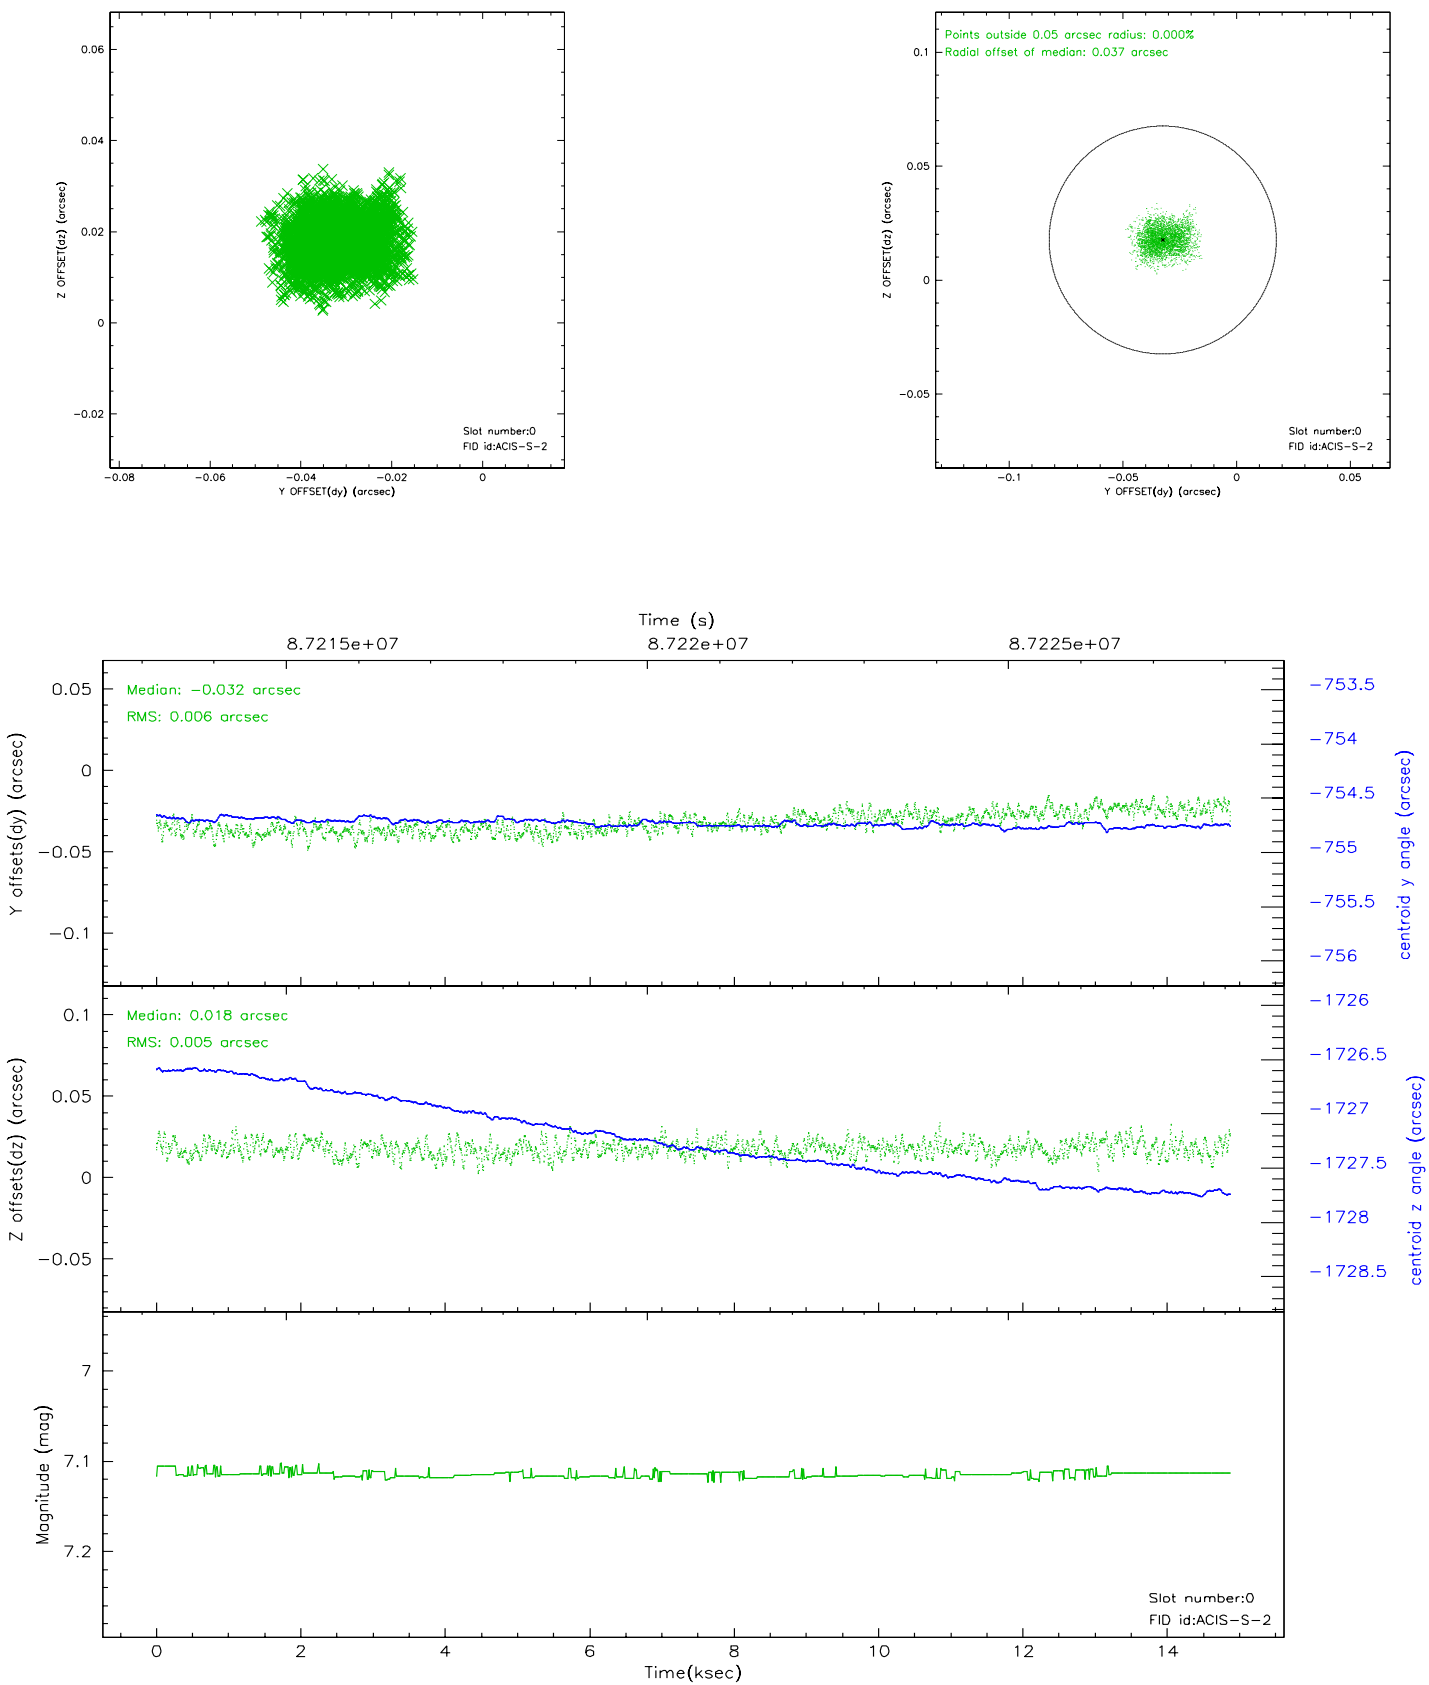 0.06
0.04
0.02
0
−0.02
Z OFFSET(dz) (arcsec)
Slot number:0
FID id:ACIS−S−2
−0.08 −0.06 −0.04 −0.02 0
Y OFFSET(dy) (arcsec)
Points outside 0.05 arcsec radius: 0.000%
Radial offset of median: 0.037 arcsec
0.1
0.05
0
−0.05
Z OFFSET(dz) (arcsec)
Slot number:0
FID id:ACIS−S−2
−0.1 −0.05 0 0.05
Y OFFSET(dy) (arcsec)
Time (s)
8.7215e+07 8.722e+07 8.7225e+07
Median: −0.032 arcsec
RMS: 0.006 arcsec
0.05
0
−0.05
−0.1
Y offsets(dy) (arcsec)
−753.5
−754
−754.5
−755
−755.5
−756
centroid y angle (arcsec)
Median: 0.018 arcsec
RMS: 0.005 arcsec
0.1
0.05
0
−0.05
Z offsets(dz) (arcsec)
−1726
−1726.5
−1727
−1727.5
−1728
−1728.5
centroid z angle (arcsec)
7
7.1
7.2
Magnitude (mag)
Slot number:0
FID id:ACIS−S−2
0 2 4 6 8 10 12 14
Time(ksec)